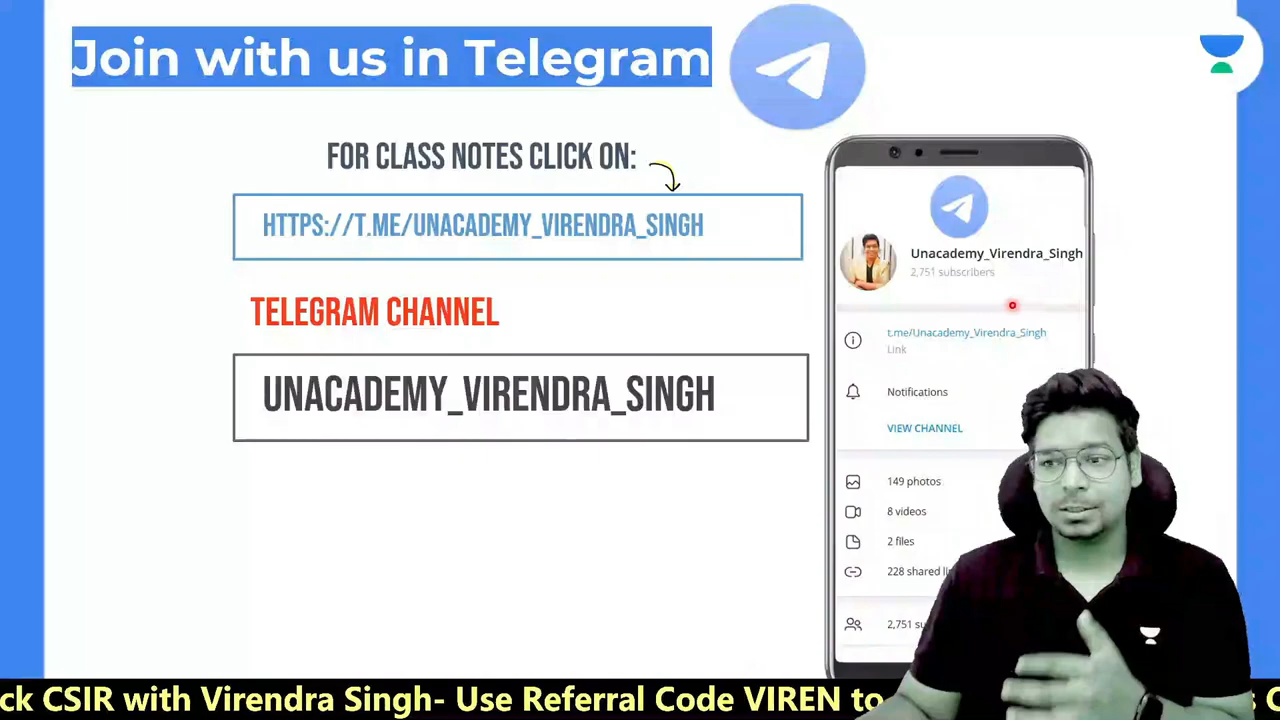 Join with us in Telegram
FOR CLASS NOTES CLICK ON:
HTTPS://T.ME/UNACADEMY_VIRENDRA_SINGH
TELEGRAM CHANNEL
UNACADEMY_VIRENDRA_SINGH
Unacademy_Virendra_Singh
2,751 subscribers
t.me/Unacademy_Virendra_Singh
Link
Notifications
VIEW CHANNEL
149 photos
8 videos
2 files
228 shared
2,751
CSIR with Virendra Singh- Use Referral Code VIREN to